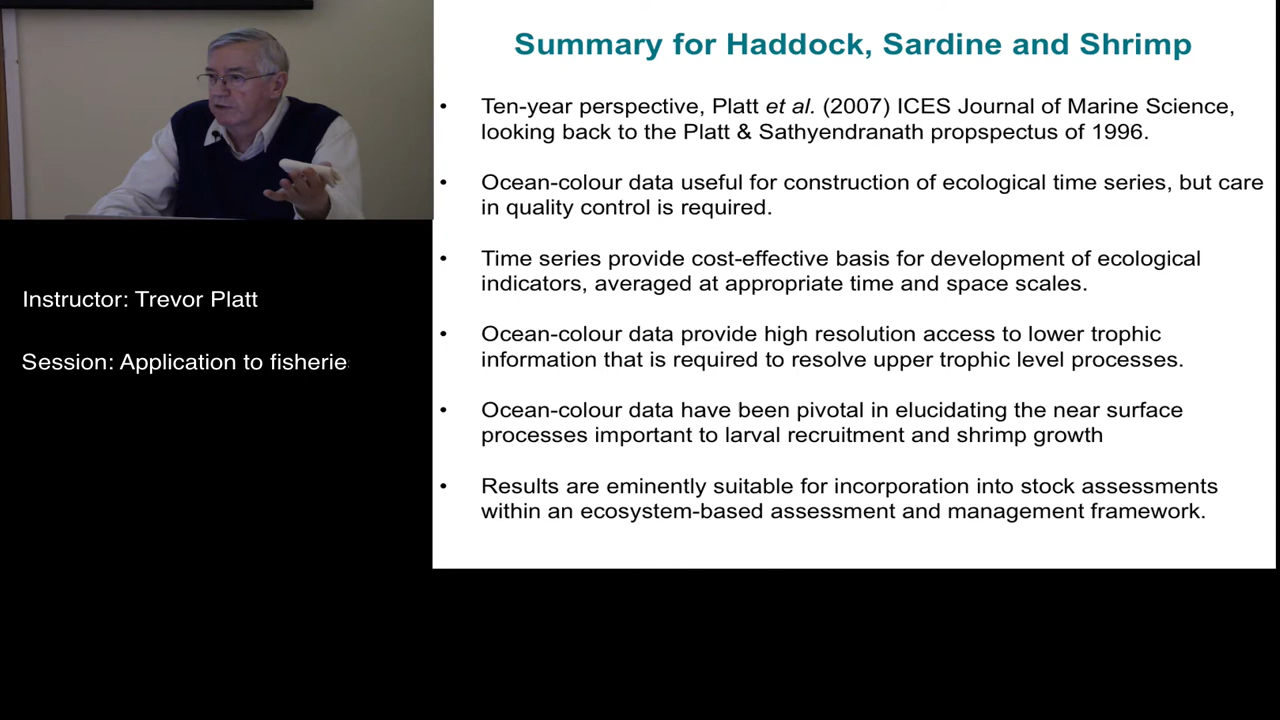 Summary for Haddock, Sardine and Shrimp
• Ten-year perspective, Platt et al. (2007) ICES Journal of Marine Science,
looking back to the Platt & Sathyendranath propspectus of 1996.
• Ocean-colour data useful for construction of ecological time series, but care
in quality control is required.
• Time series provide cost-effective basis for development of ecological
indicators, averaged at appropriate time and space scales.
• Ocean-colour data provide high resolution access to lower trophic
information that is required to resolve upper trophic level processes.
• Ocean-colour data have been pivotal in elucidating the near surface
processes important to larval recruitment and shrimp growth
• Results are eminently suitable for incorporation into stock assessments
within an ecosystem-based assessment and management framework.
Instructor: Trevor Platt
Session: Application to fisherie